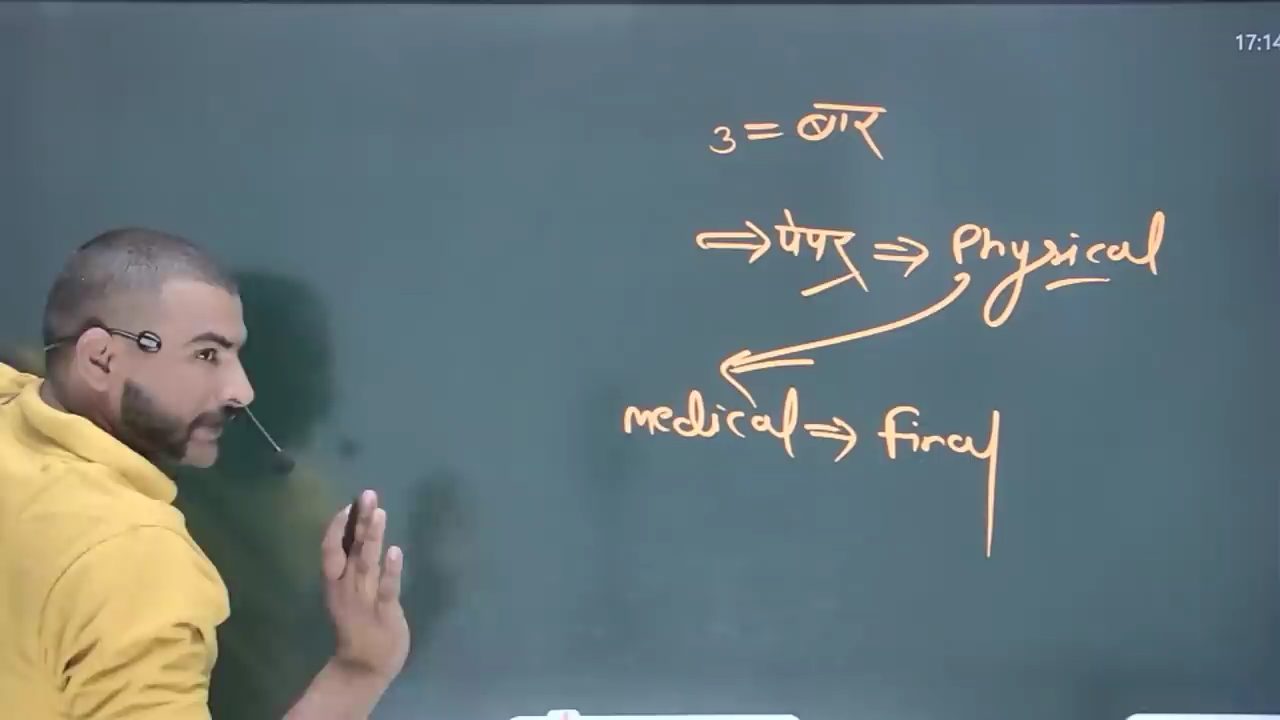 17:14
3 = बार
⇒ पेपर ⇒ Physical
medical ⇒ final